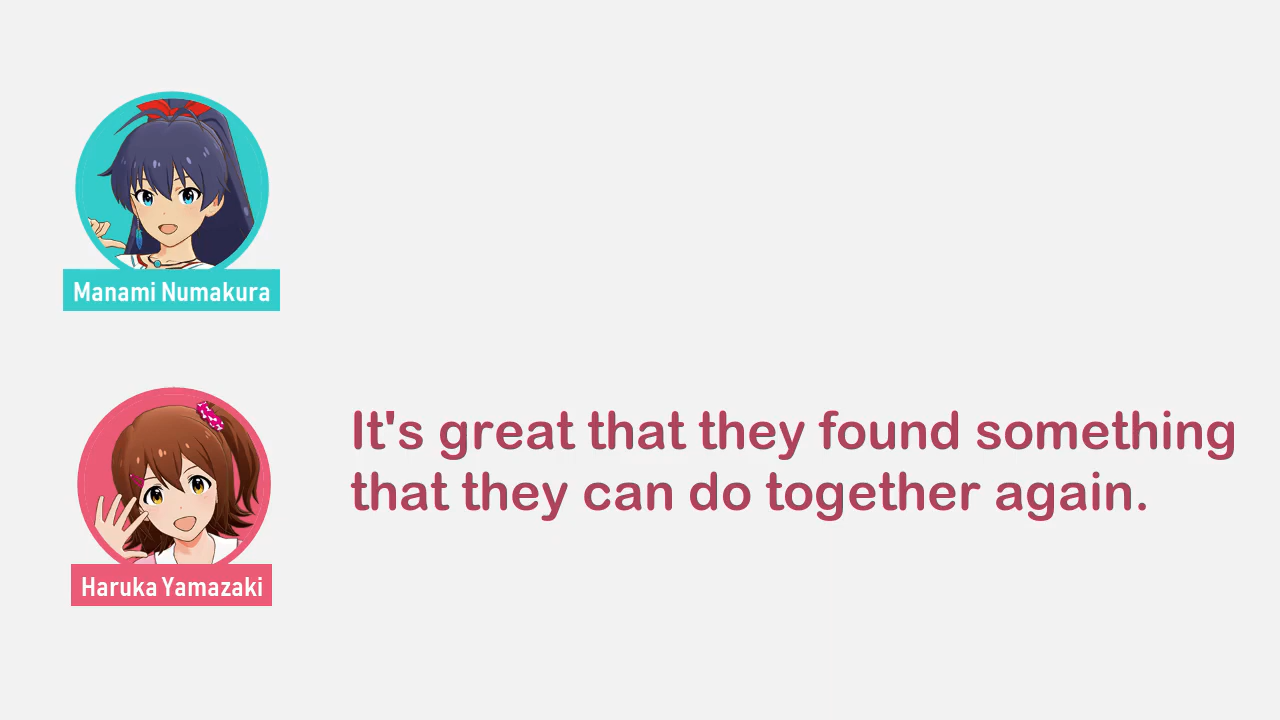 Manami Numakura
It's great that they found something
that they can do together again.
Haruka Yamazaki